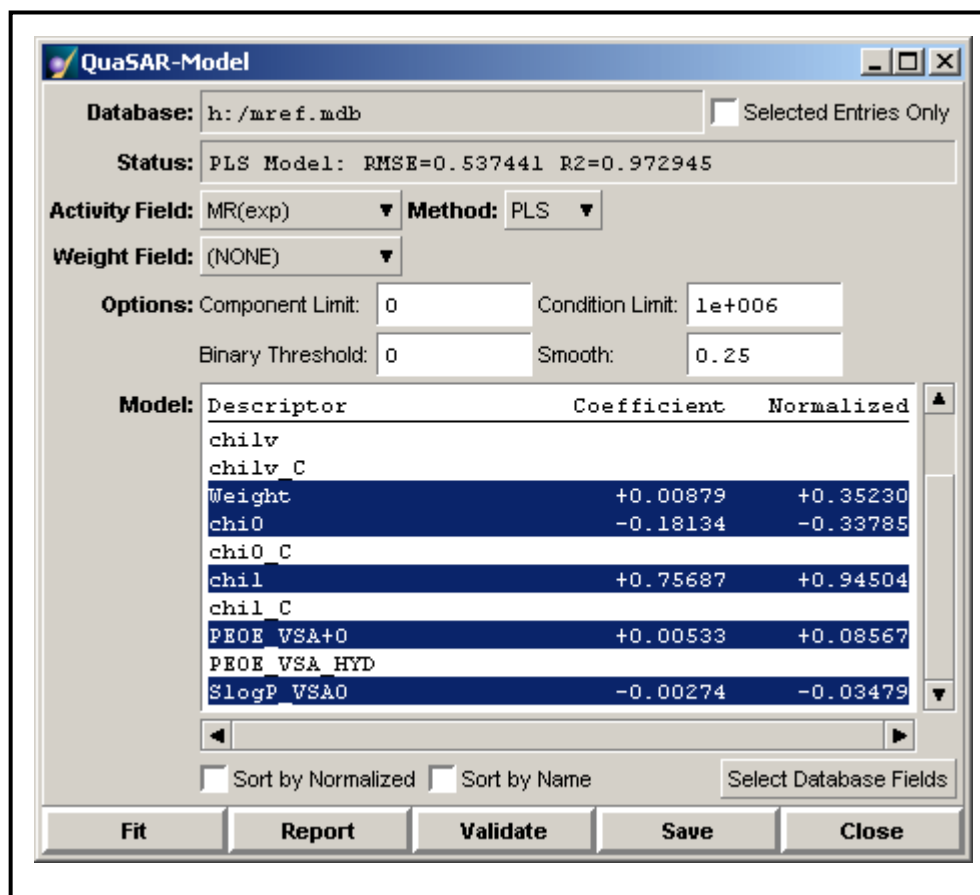 QuaSAR-Model
Database: h:/mref.mdb Selected Entries Only
Status: PLS Model: RMSE=0.537441 R2=0.972945
Activity Field: MR(exp) Method: PLS
Weight Field: (NONE)
Options: Component Limit: 0 Condition Limit: 1e+006
Binary Threshold: 0 Smooth: 0.25
Model: Descriptor Coefficient Normalized
chi1v
chi1v_C
Weight +0.00879 +0.35230
chi0 -0.18134 -0.33785
chi0_C
chi1 +0.75687 +0.94504
chi1_C
PEOE_VSA+0 +0.00533 +0.08567
PEOE_VSA_HYD
SlogP_VSA0 -0.00274 -0.03479
Sort by Normalized Sort by Name Select Database Fields
Fit Report Validate Save Close